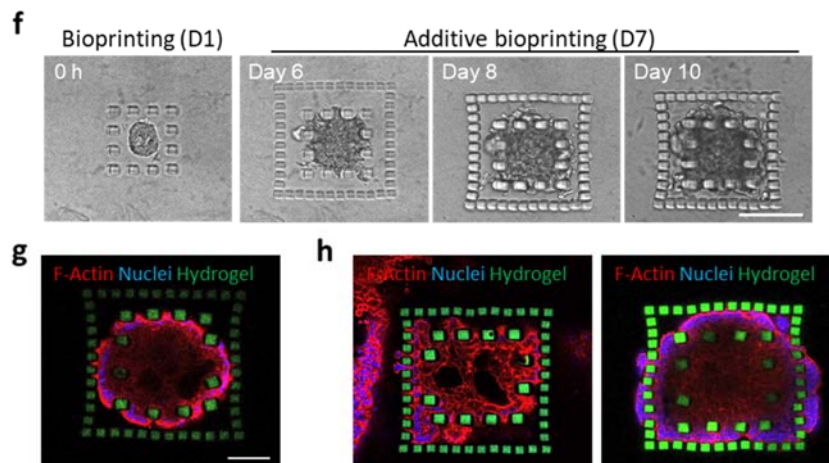 f
Bioprinting (D1)
Additive bioprinting (D7)
0 h
Day 6
Day 8
Day 10
g
F-Actin Nuclei Hydrogel
h
F-Actin Nuclei Hydrogel
F-Actin Nuclei Hydrogel